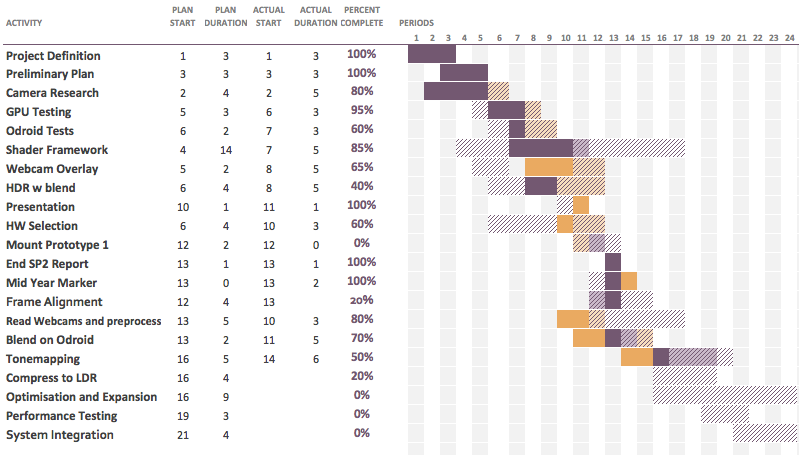 PLAN PLAN ACTUAL ACTUAL PERCENT
ACTIVITY START DURATION START DURATION COMPLETE PERIODS
1 2 3 4 5 6 7 8 9 10 11 12 13 14 15 16 17 18 19 20 21 22 23 24
Project Definition 1 3 1 3 100%
Preliminary Plan 3 3 3 3 100%
Camera Research 2 4 2 5 80%
GPU Testing 5 3 6 3 95%
Odroid Tests 6 2 7 3 60%
Shader Framework 4 14 7 5 85%
Webcam Overlay 5 2 8 5 65%
HDR w blend 6 4 8 5 40%
Presentation 10 1 11 1 100%
HW Selection 6 4 10 3 60%
Mount Prototype 1 12 2 12 0 0%
End SP2 Report 13 1 13 1 100%
Mid Year Marker 13 0 13 2 100%
Frame Alignment 12 4 13 20%
Read Webcams and preprocess 13 5 10 3 80%
Blend on Odroid 13 2 11 5 70%
Tonemapping 16 5 14 6 50%
Compress to LDR 16 4 20%
Optimisation and Expansion 16 9 0%
Performance Testing 19 3 0%
System Integration 21 4 0%